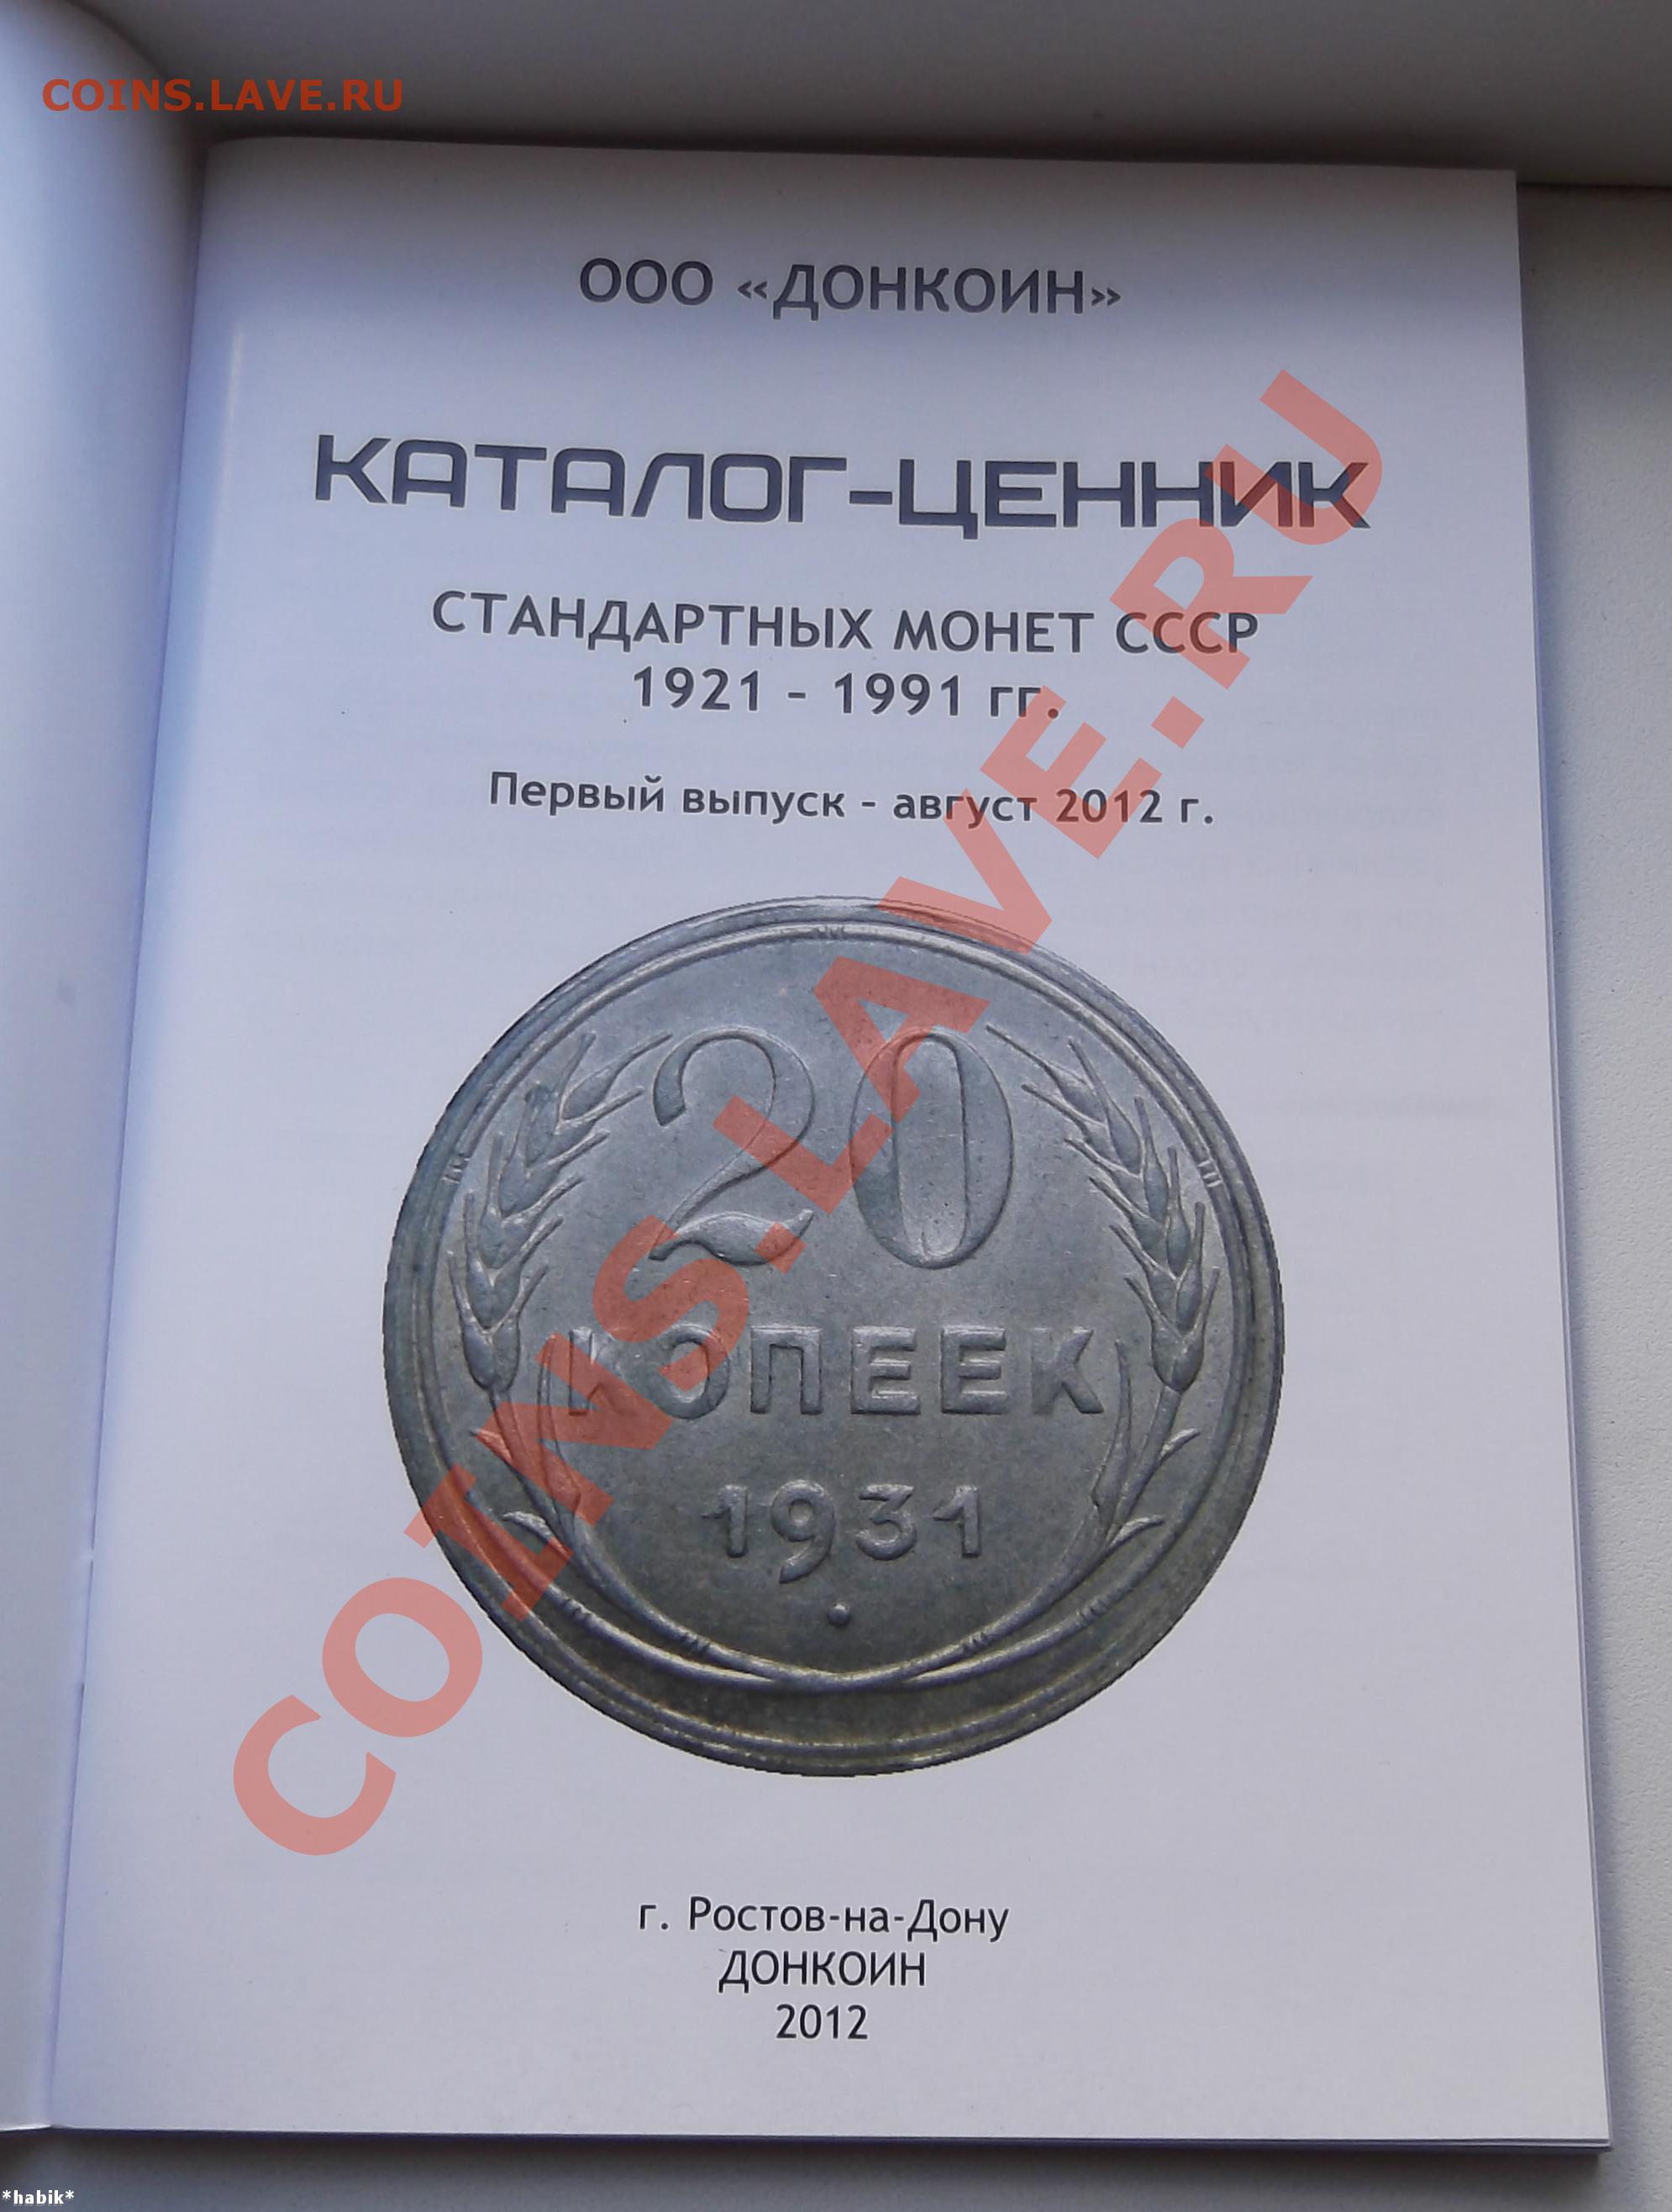 COINS.LAVE.RU
ООО «ДОНКОИН»
КАТАЛОГ-ЦЕННИК
СТАНДАРТНЫХ МОНЕТ СССР
1921 - 1991 гг.
Первый выпуск - август 2012 г.
20
КОПЕЕК
1931
COINS.LAVE.RU
г. Ростов-на-Дону
ДОНКОИН
2012
*habik*